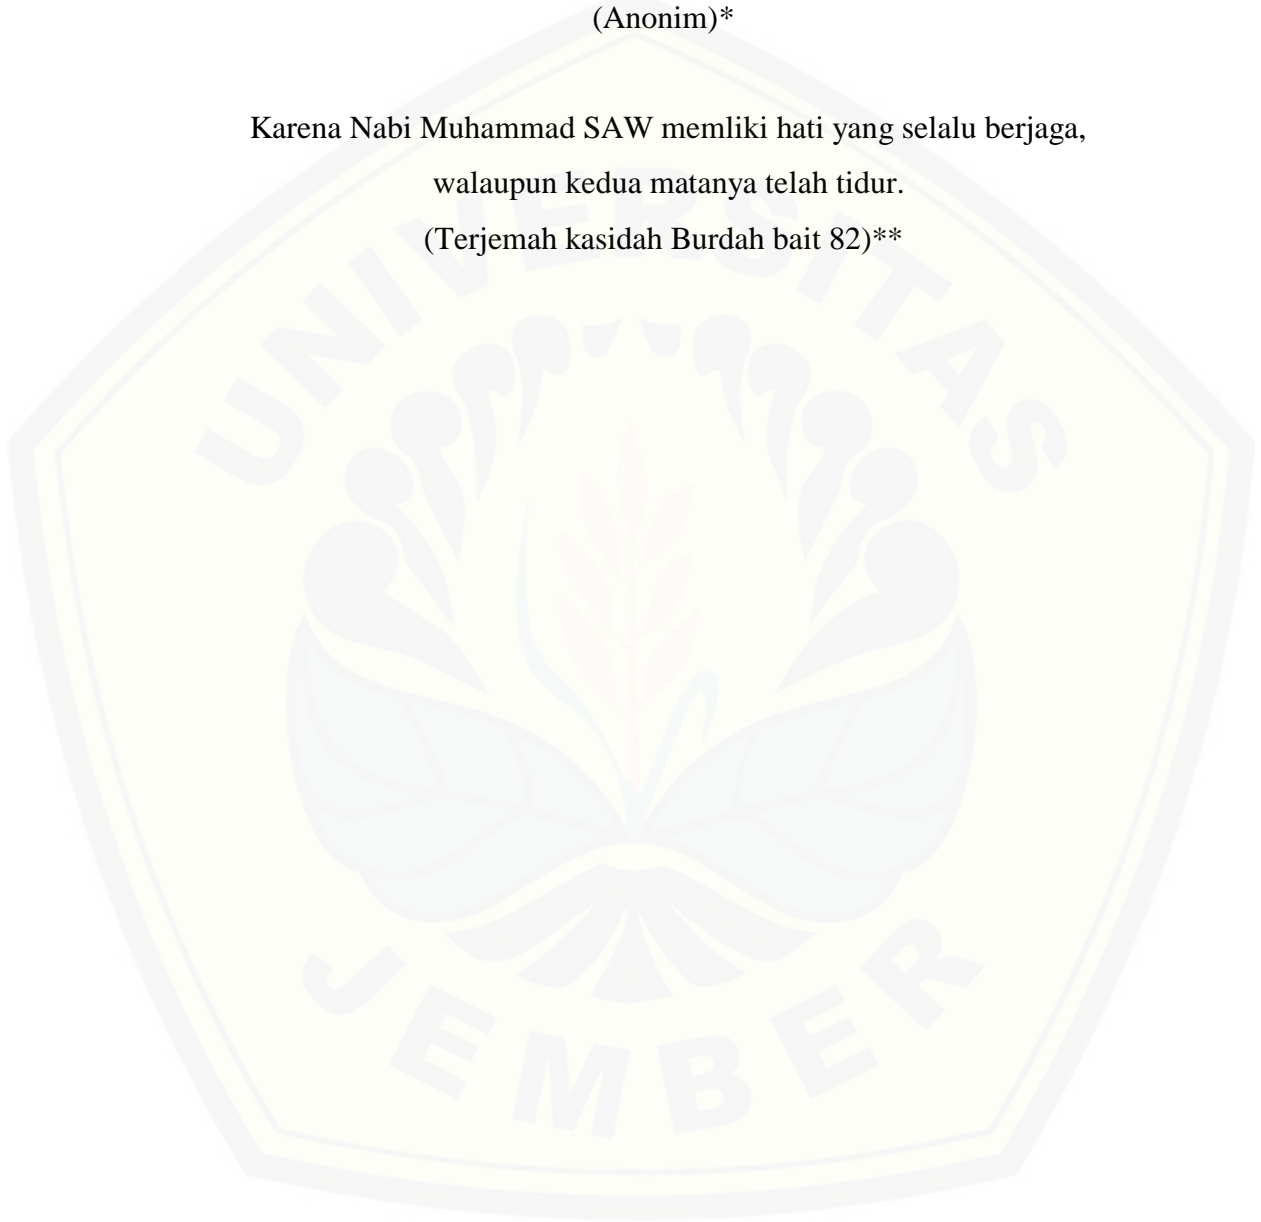 (Anonim)*
Karena Nabi Muhammad SAW memliki hati yang selalu berjaga,
walaupun kedua matanya telah tidur.
(Terjemah kasidah Burdah bait 82)**
UNIVERSITAS
JEMBER